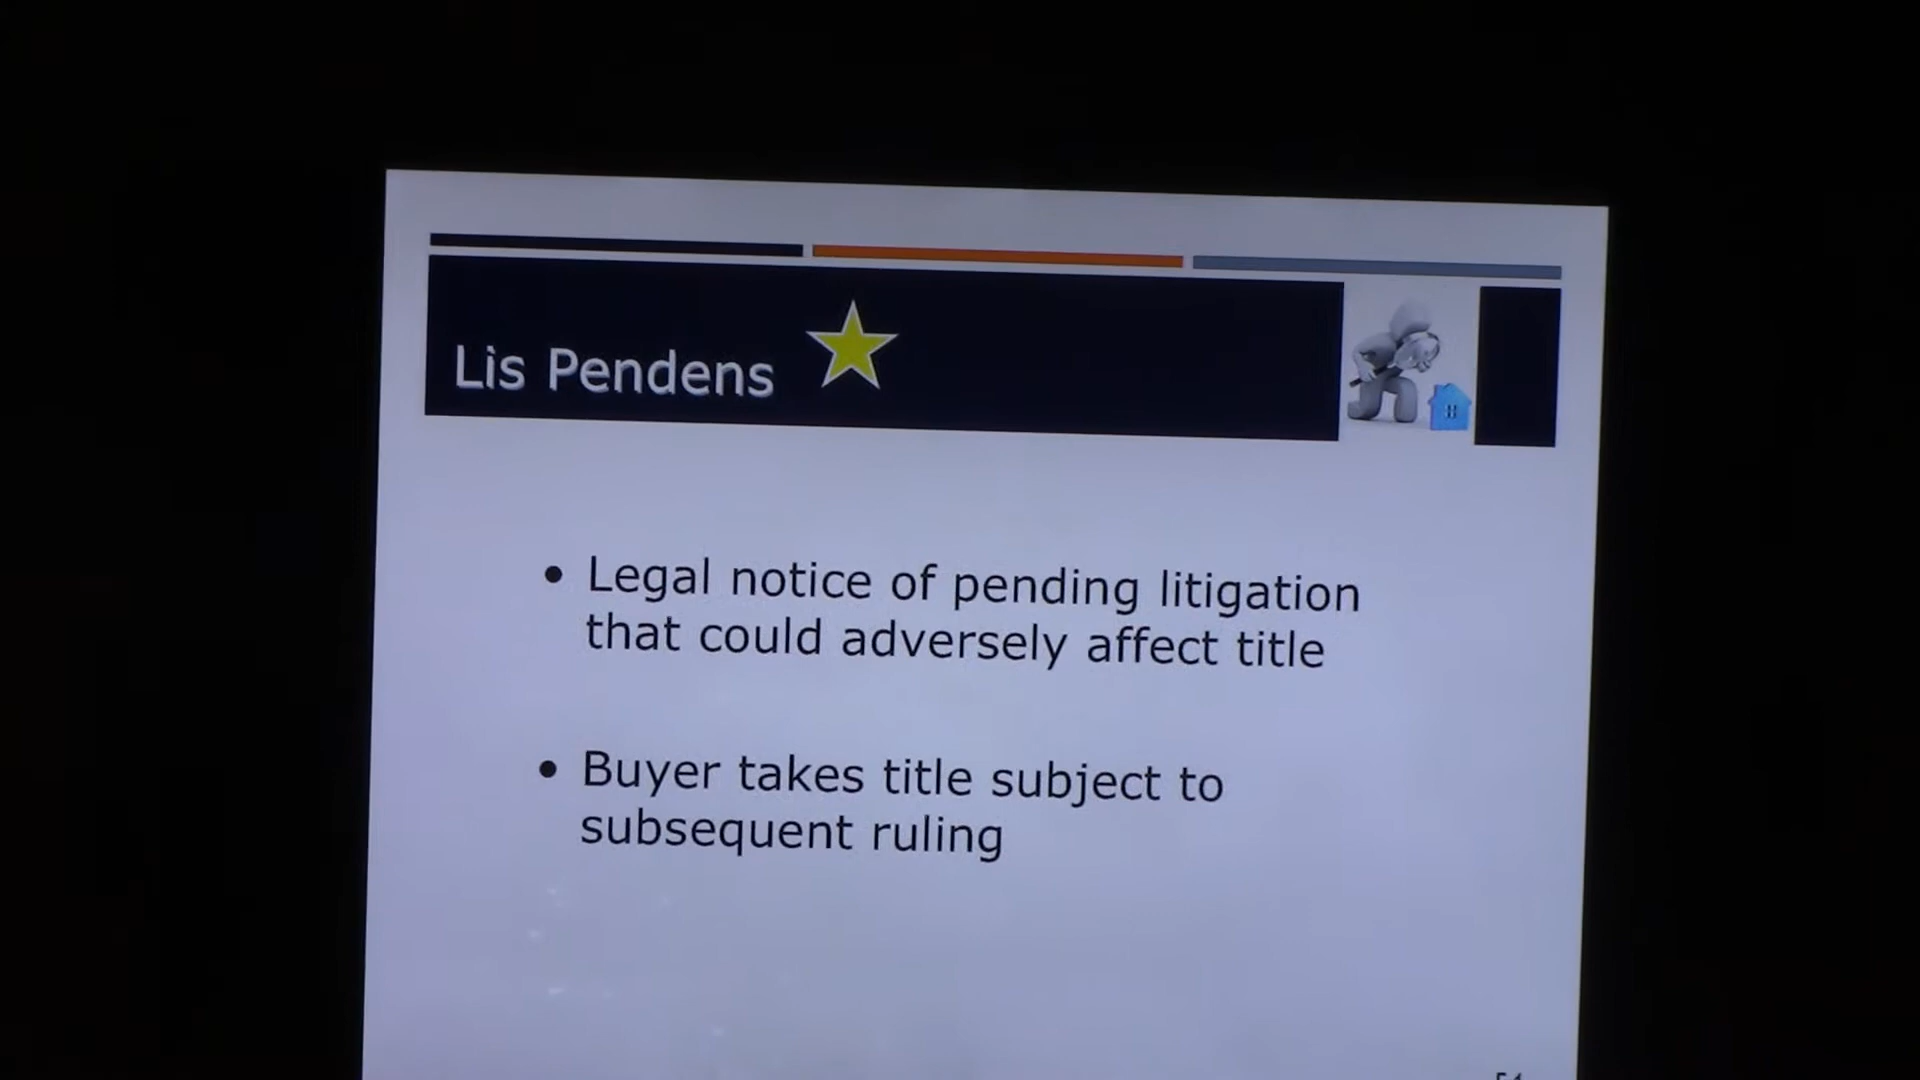 Lis Pendens
• Legal notice of pending litigation
that could adversely affect title
• Buyer takes title subject to
subsequent ruling